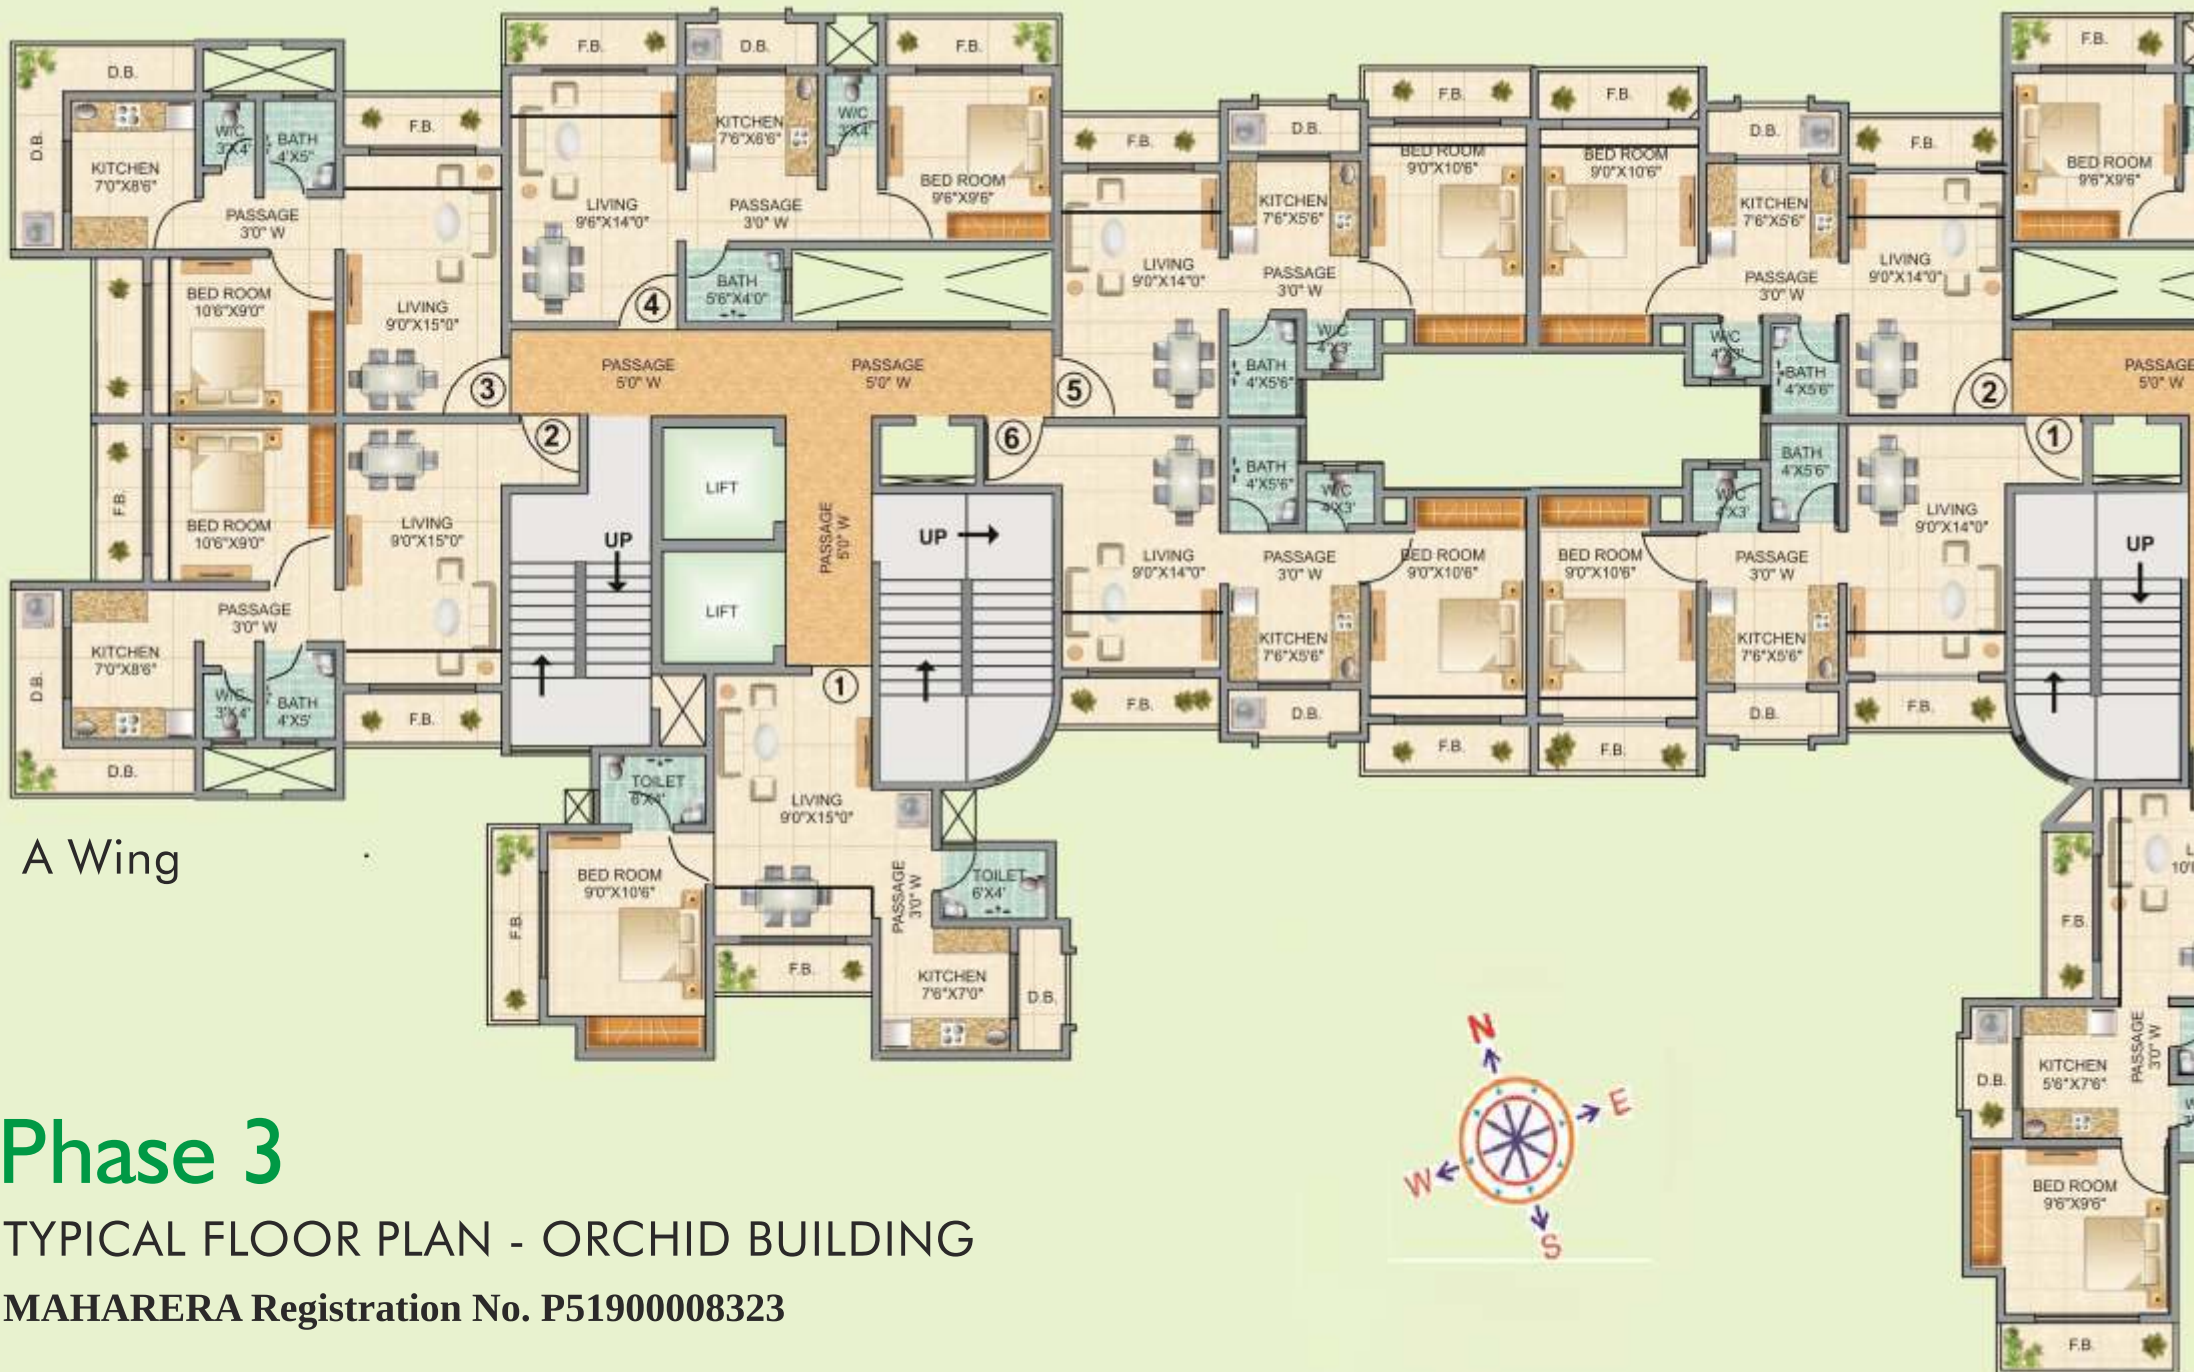 F.B.
D.B.
F.B.
F.B.
D.B.
D.B.
KITCHEN
7'0"X8'6"
W/C
3'X4'
BATH
4'X5'
F.B.
PASSAGE
3'0" W
BED ROOM
10'6"X9'0"
LIVING
9'0"X15'0"
3
LIVING
9'6"X14'0"
4
KITCHEN
7'6"X6'6"
W/C
3'X4'
PASSAGE
3'0" W
BED ROOM
9'6"X9'6"
BATH
5'6"X4'0"
PASSAGE
5'0" W
PASSAGE
5'0" W
F.B.
D.B.
F.B.
KITCHEN
7'6"X5'6"
BED ROOM
9'0"X10'6"
LIVING
9'0"X14'0"
PASSAGE
3'0" W
BATH
4'X5'6"
W/C
4'X3'
5
F.B.
D.B.
F.B.
BED ROOM
9'0"X10'6"
KITCHEN
7'6"X5'6"
PASSAGE
3'0" W
LIVING
9'0"X14'0"
W/C
4'X3'
BATH
4'X5'6"
2
F.B.
BED ROOM
9'6"X9'6"
PASSAGE
5'0" W
F.B.
BED ROOM
10'6"X9'0"
LIVING
9'0"X15'0"
2
PASSAGE
3'0" W
D.B.
KITCHEN
7'0"X8'6"
W/C
3'X4'
BATH
4'X5'
F.B.
D.B.
UP
LIFT
LIFT
PASSAGE
5'0" W
UP
1
6
LIVING
9'0"X14'0"
BATH
4'X5'6"
W/C
4'X3'
PASSAGE
3'0" W
BED ROOM
9'0"X10'6"
KITCHEN
7'6"X5'6"
F.B.
D.B.
F.B.
BED ROOM
9'0"X10'6"
W/C
4'X3'
BATH
4'X5'6"
PASSAGE
3'0" W
KITCHEN
7'6"X5'6"
LIVING
9'0"X14'0"
1
F.B.
D.B.
F.B.
UP
TOILET
6'X4'
LIVING
9'0"X15'0"
BED ROOM
9'0"X10'6"
F.B.
F.B.
PASSAGE
3'0" W
TOILET
6'X4'
KITCHEN
7'6"X7'0"
D.B.
F.B.
D.B.
KITCHEN
5'6"X7'6"
PASSAGE
3'0" W
BED ROOM
9'6"X9'6"
F.B.
A Wing
N
E
W
S
Phase 3
TYPICAL FLOOR PLAN - ORCHID BUILDING
MAHARERA Registration No. P51900008323